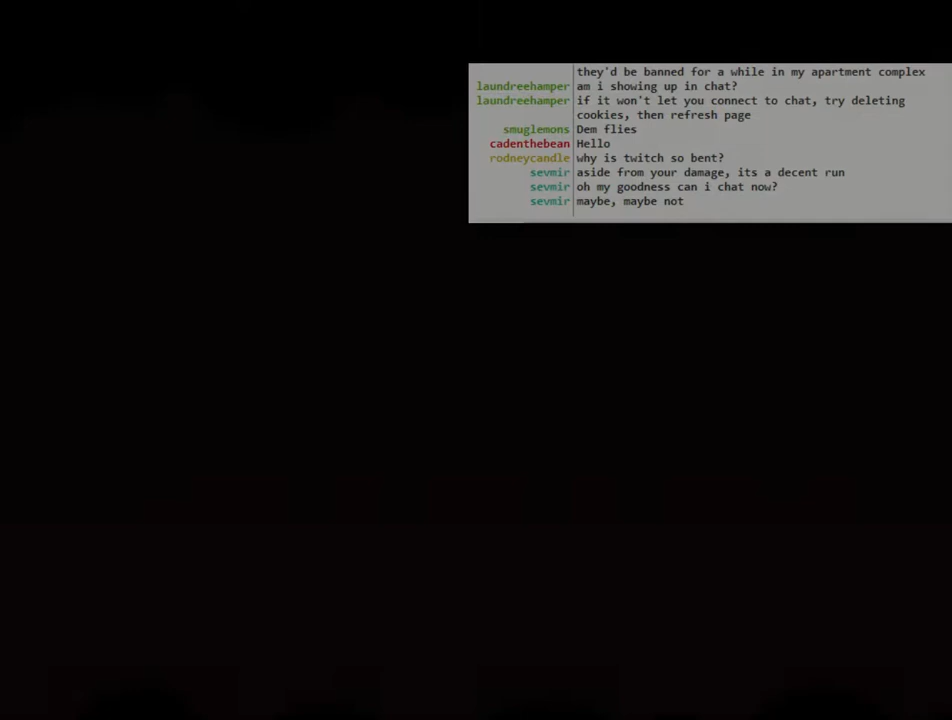 they'd be banned for a while in my apartment complex
laundreehamper am i showing up in chat?
laundreehamper if it won't let you connect to chat, try deleting
cookies, then refresh page
smuglemons Dem flies
cadenthebean Hello
rodneycandle why is twitch so bent?
sevmir aside from your damage, its a decent run
sevmir oh my goodness can i chat now?
sevmir maybe, maybe not